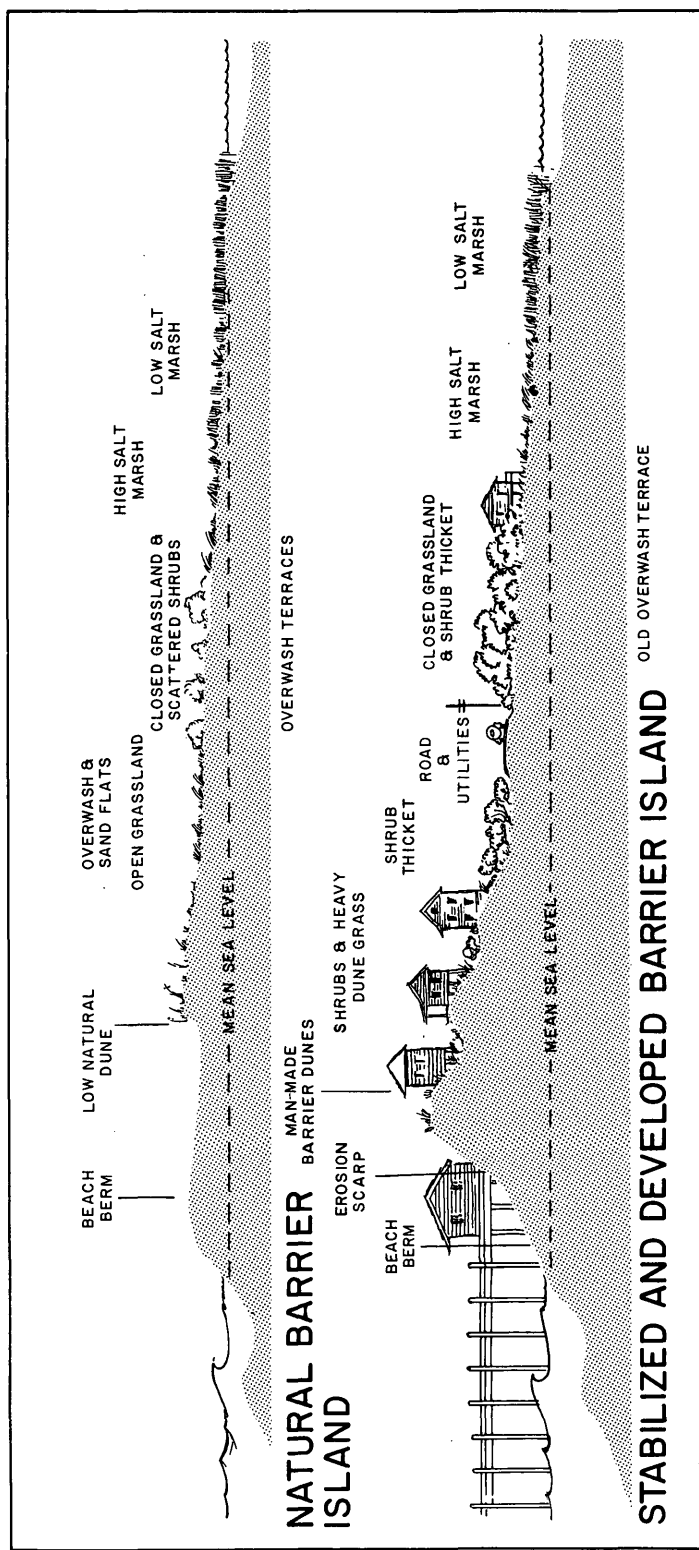 BEACH
BERM
LOW NATURAL
DUNE
OVERWASH &
SAND FLATS
OPEN GRASSLAND
CLOSED GRASSLAND &
SCATTERED SHRUBS
HIGH SALT
MARSH
LOW SALT
MARSH
MEAN SEA LEVEL
OVERWASH TERRACES
NATURAL BARRIER
ISLAND
BEACH
BERM
EROSION
SCARP
MAN-MADE
BARRIER DUNES
SHRUBS & HEAVY
DUNE GRASS
SHRUB
THICKET
ROAD
&
UTILITIES
CLOSED GRASSLAND
& SHRUB THICKET
HIGH SALT
MARSH
LOW SALT
MARSH
MEAN SEA LEVEL
STABILIZED AND DEVELOPED BARRIER ISLAND
OLD OVERWASH TERRACE